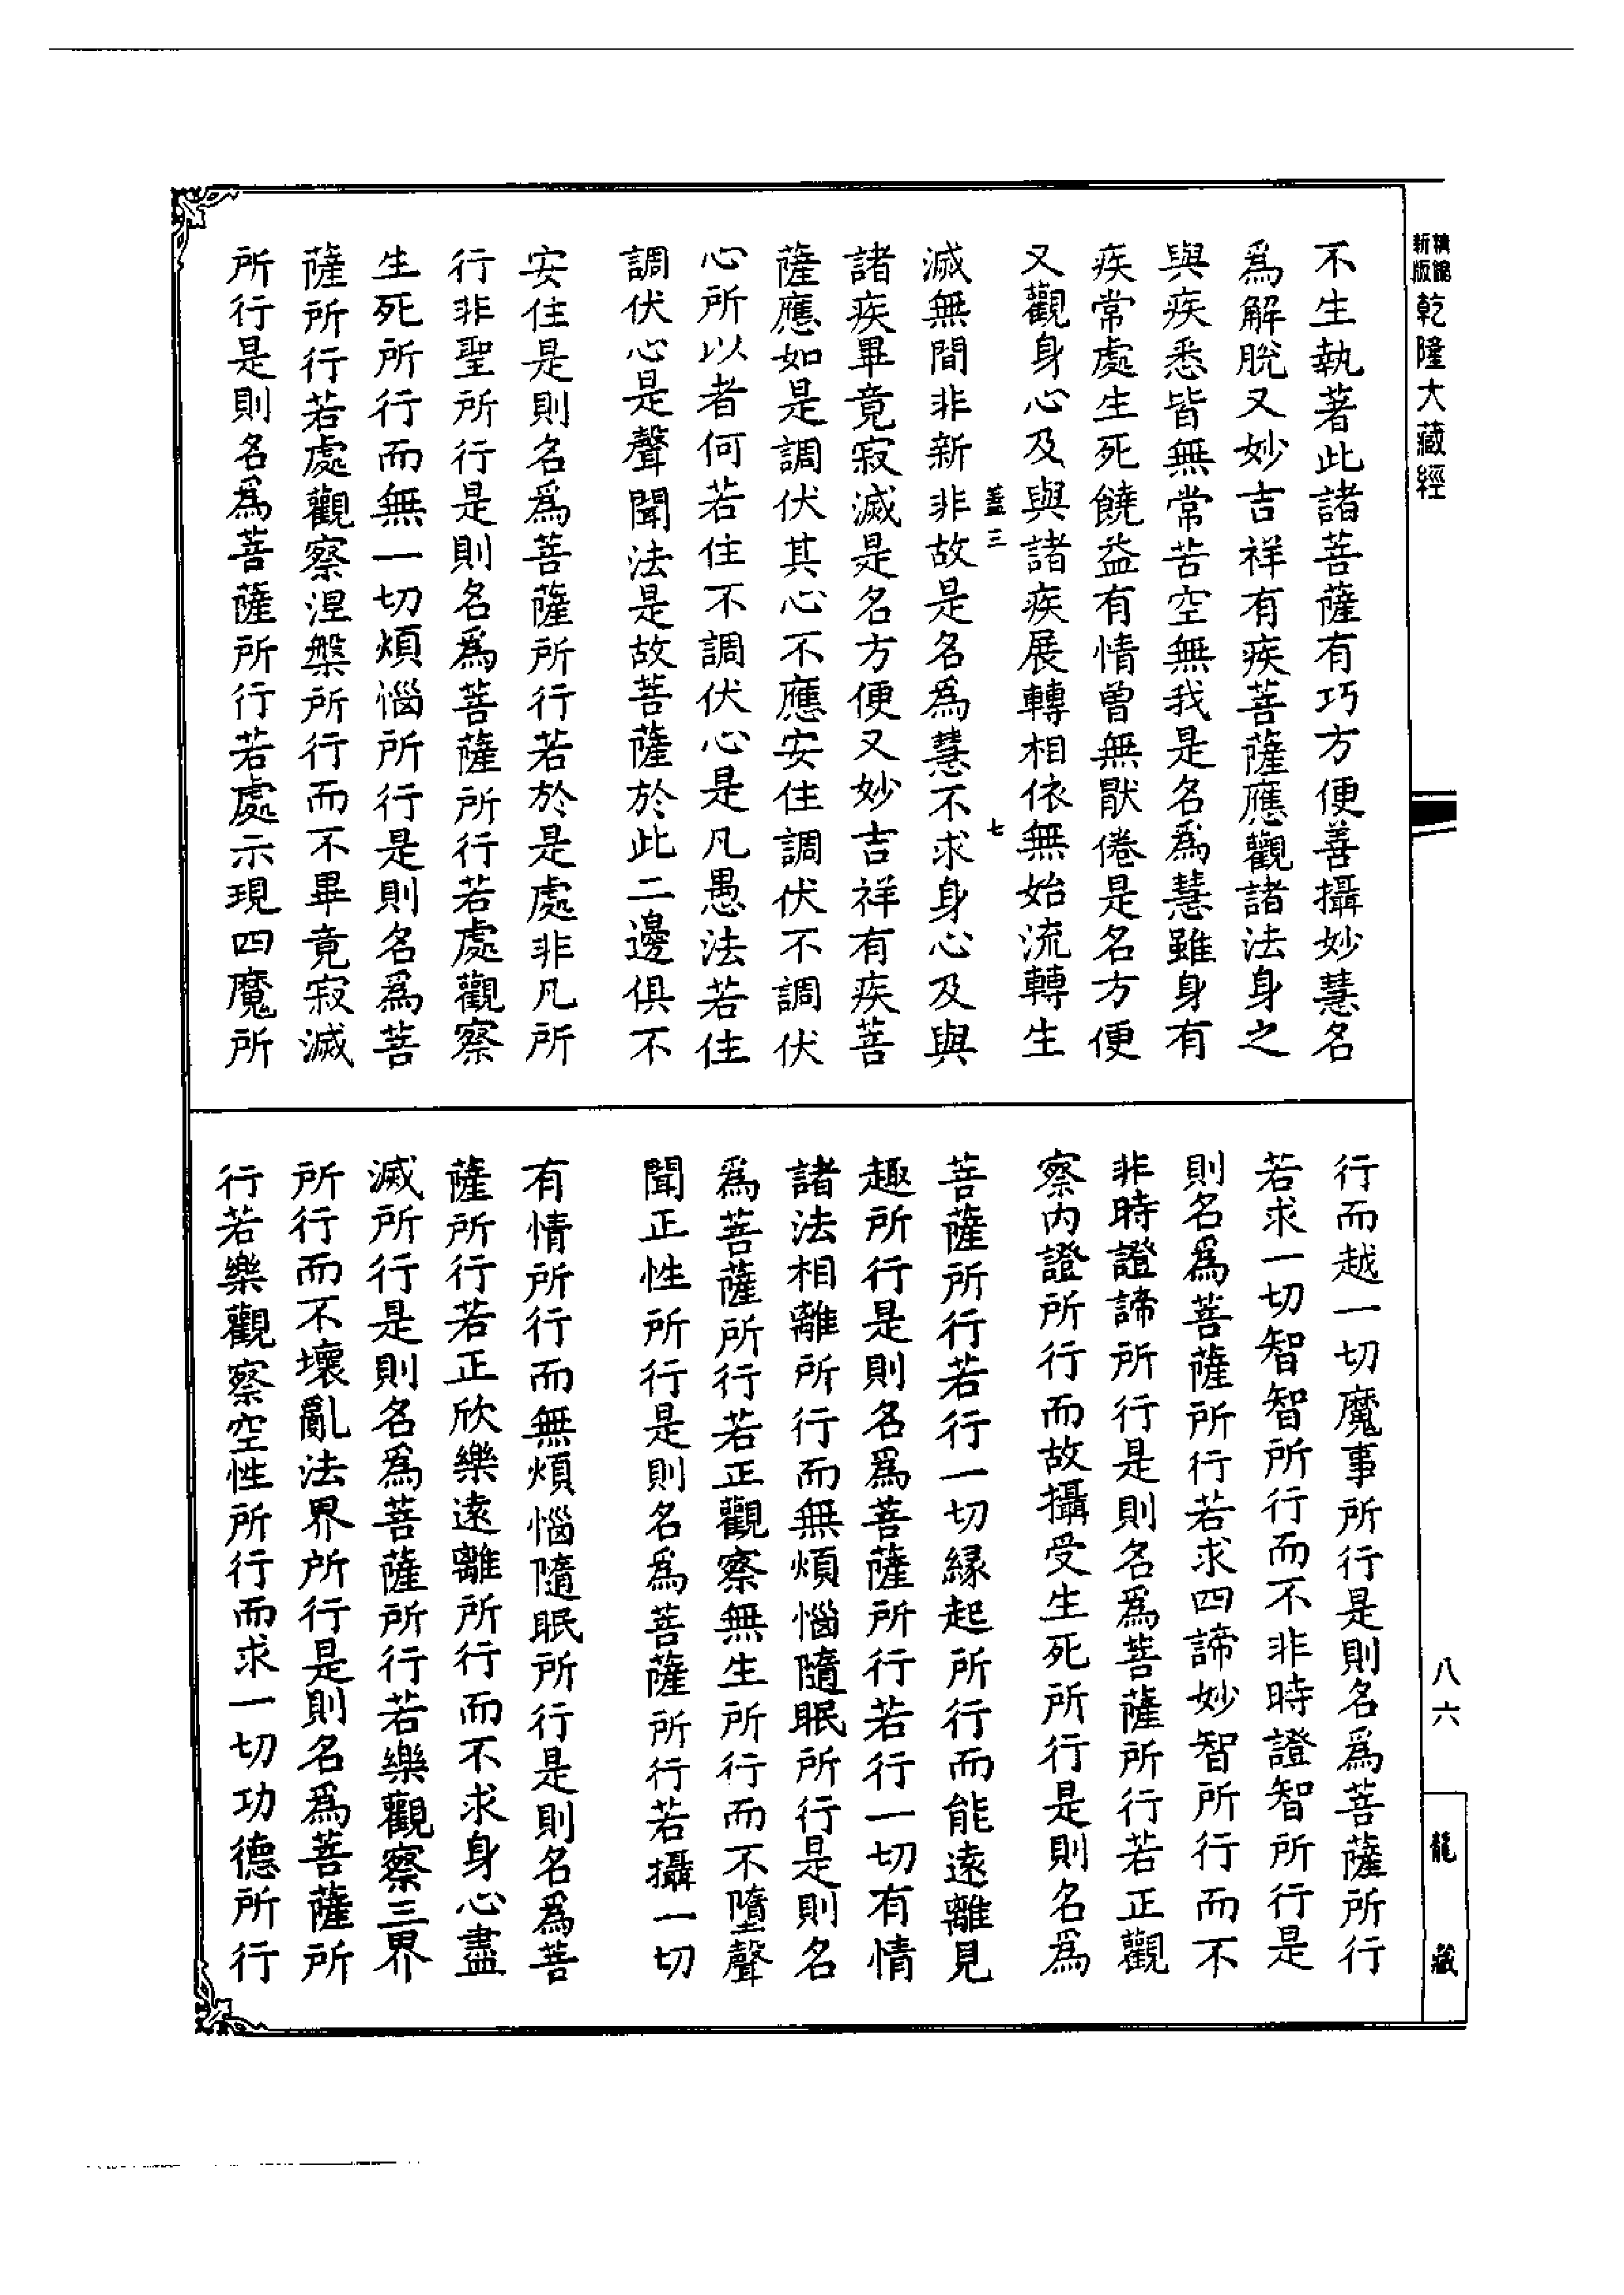 新版
精縮
乾隆大藏經
八六
龍藏
不生執著此諸菩薩有巧方便善攝妙慧名
為解脫又妙吉祥有疾菩薩應觀諸法身之
與疾悉皆無常苦空無我是名為慧雖身有
疾常處生死饒益有情曾無猒倦是名方便
又觀身心及與諸疾展轉相依無始流轉生
蓋三
七
滅無間非新非故是名為慧不求身心及與
諸疾畢竟寂滅是名方便又妙吉祥有疾菩
薩應如是調伏其心不應安住調伏不調伏
心所以者何若住不調伏心是凡愚法若住
調伏心是聲聞法是故菩薩於此二邊俱不
安住是則名為菩薩所行若於是處非凡所
行非聖所行是則名為菩薩所行若處觀察
生死所行而無一切煩惱所行是則名為菩
薩所行若處觀察涅槃所行而不畢竟寂滅
所行是則名為菩薩所行若處示現四魔所
行而越一切魔事所行是則名為菩薩所行
若求一切智智所行而不非時證智所行是
則名為菩薩所行若求四諦妙智所行而不
非時證諦所行是則名為菩薩所行若正觀
察內證所行而故攝受生死所行是則名為
菩薩所行若行一切緣起所行而能遠離見
趣所行是則名為菩薩所行若行一切有情
諸法相離所行而無煩惱隨眠所行是則名
為菩薩所行若正觀察無生所行而不墮聲
聞正性所行是則名為菩薩所行若攝一切
有情所行而無煩惱隨眠所行是則名為菩
薩所行若正欣樂遠離所行而不求身心盡
滅所行是則名為菩薩所行若樂觀察三界
所行而不壞亂法界所行是則名為菩薩所
行若樂觀察空性所行而求一切功德所行